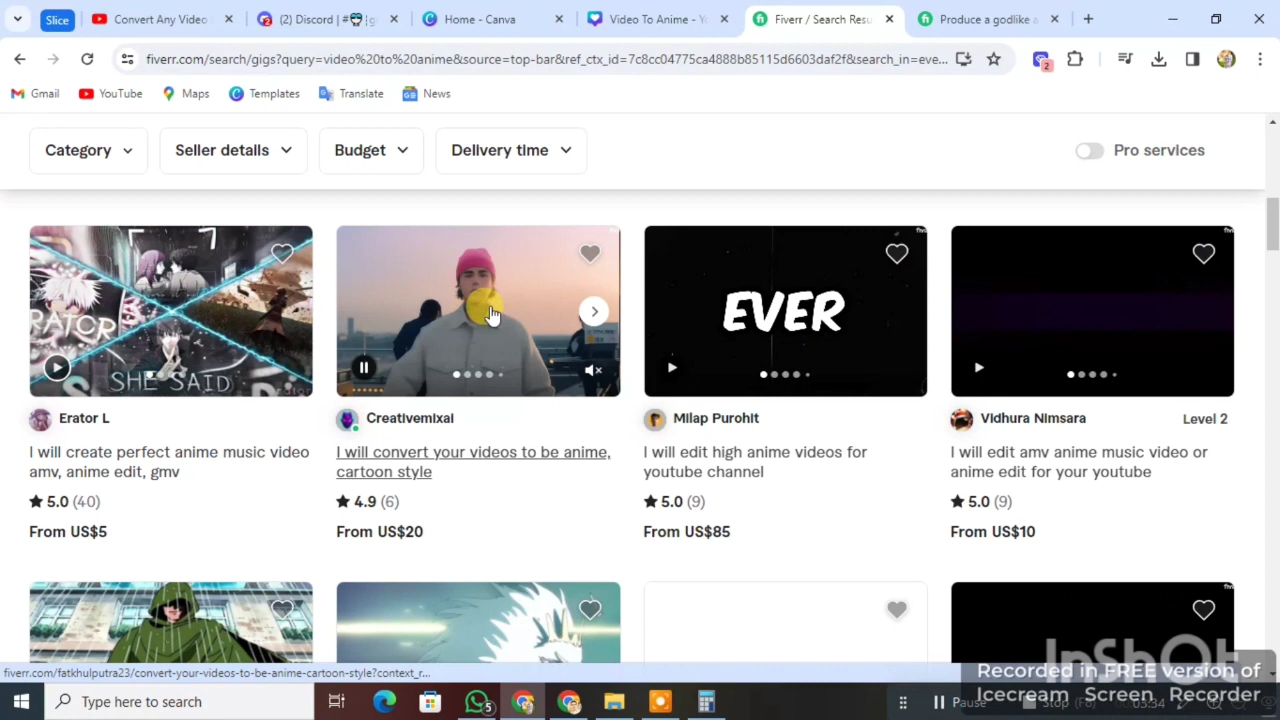 Slice
Convert Any Video
(2) Discord | #
Home - Canva
Video To Anime - Y
Fiverr / Search Resu
Produce a godlike a
fiverr.com/search/gigs?query=video%20to%20anime&source=top-bar&ref_ctx_id=7c8cc04775ca4888b85115d6603daf2f&search_in=eve...
2
Gmail
YouTube
Maps
Templates
Translate
News
Category
Seller details
Budget
Delivery time
Pro services
RATOR
SHE SAID
EVER
Erator L
Creativemixal
Milap Purohit
Vidhura Nimsara
Level 2
I will create perfect anime music video
amv, anime edit, gmv
I will convert your videos to be anime,
cartoon style
I will edit high anime videos for
youtube channel
I will edit amv anime music video or
anime edit for your youtube
5.0 (40)
4.9 (6)
5.0 (9)
5.0 (9)
From US$5
From US$20
From US$85
From US$10
fiverr.com/fatkhulputra23/convert-your-videos-to-be-anime-cartoon-style?context_r...
InShOt
Recorded in FREE version of
Icecream Screen Recorder
Type here to search
5
Pause
Stop (F8)
03:34